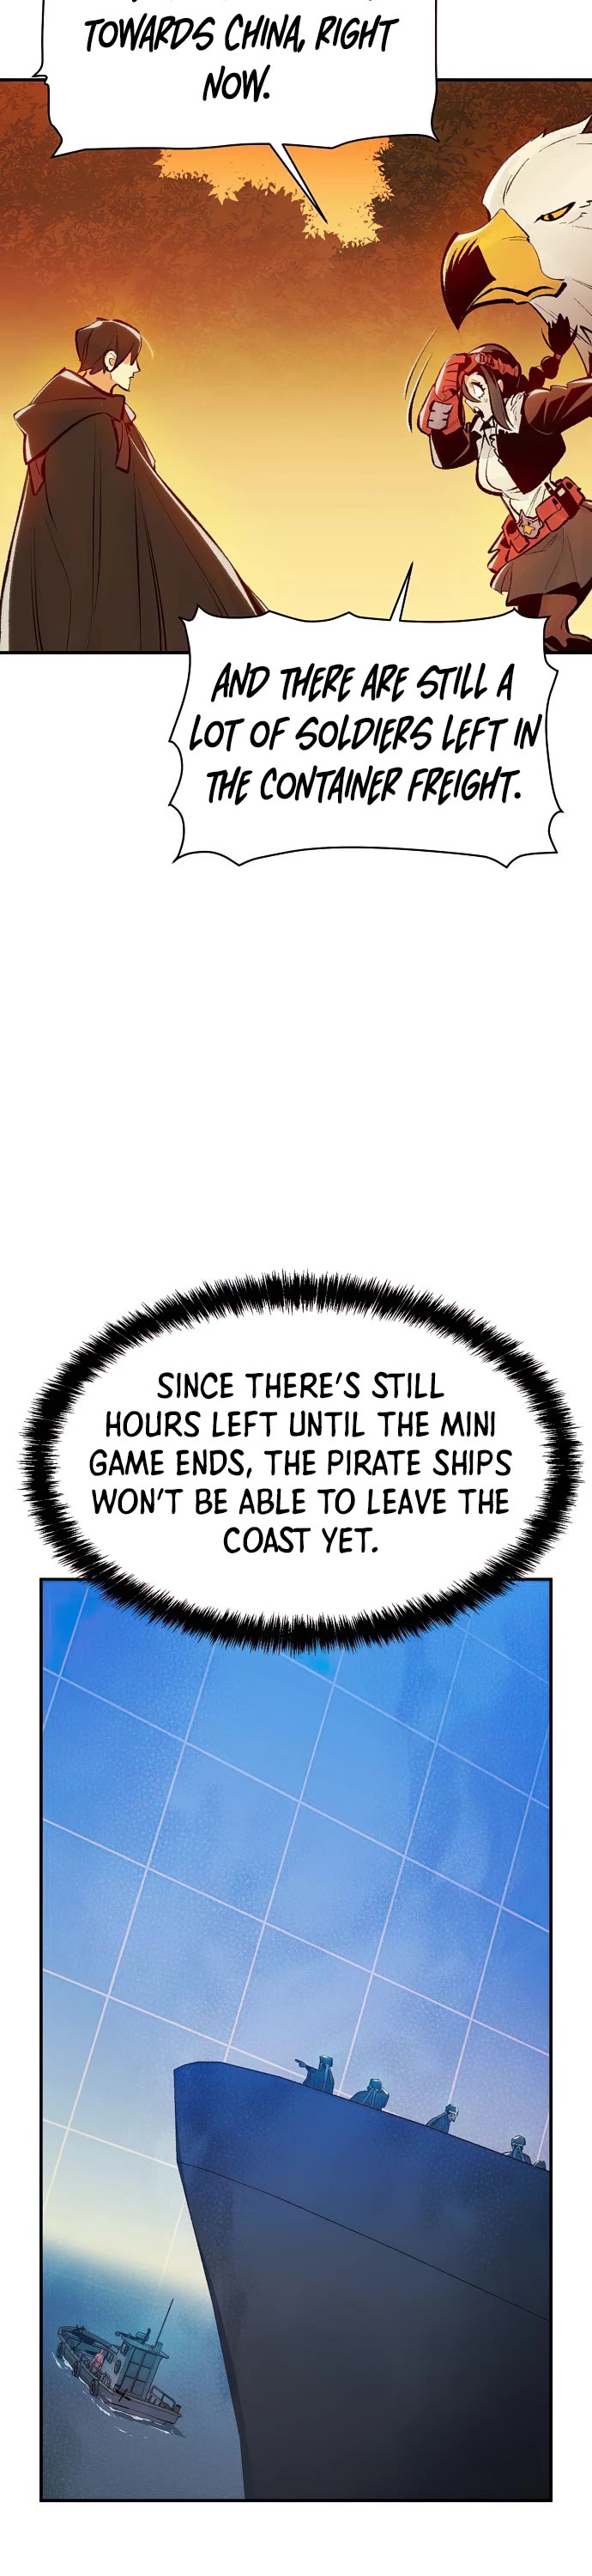 TOWARDS CHINA, RIGHT
NOW.
AND THERE ARE STILL A
LOT OF SOLDIERS LEFT IN
THE CONTAINER FREIGHT.
SINCE THERE'S STILL
HOURS LEFT UNTIL THE MINI
GAME ENDS, THE PIRATE SHIPS
WON'T BE ABLE TO LEAVE THE
COAST YET.